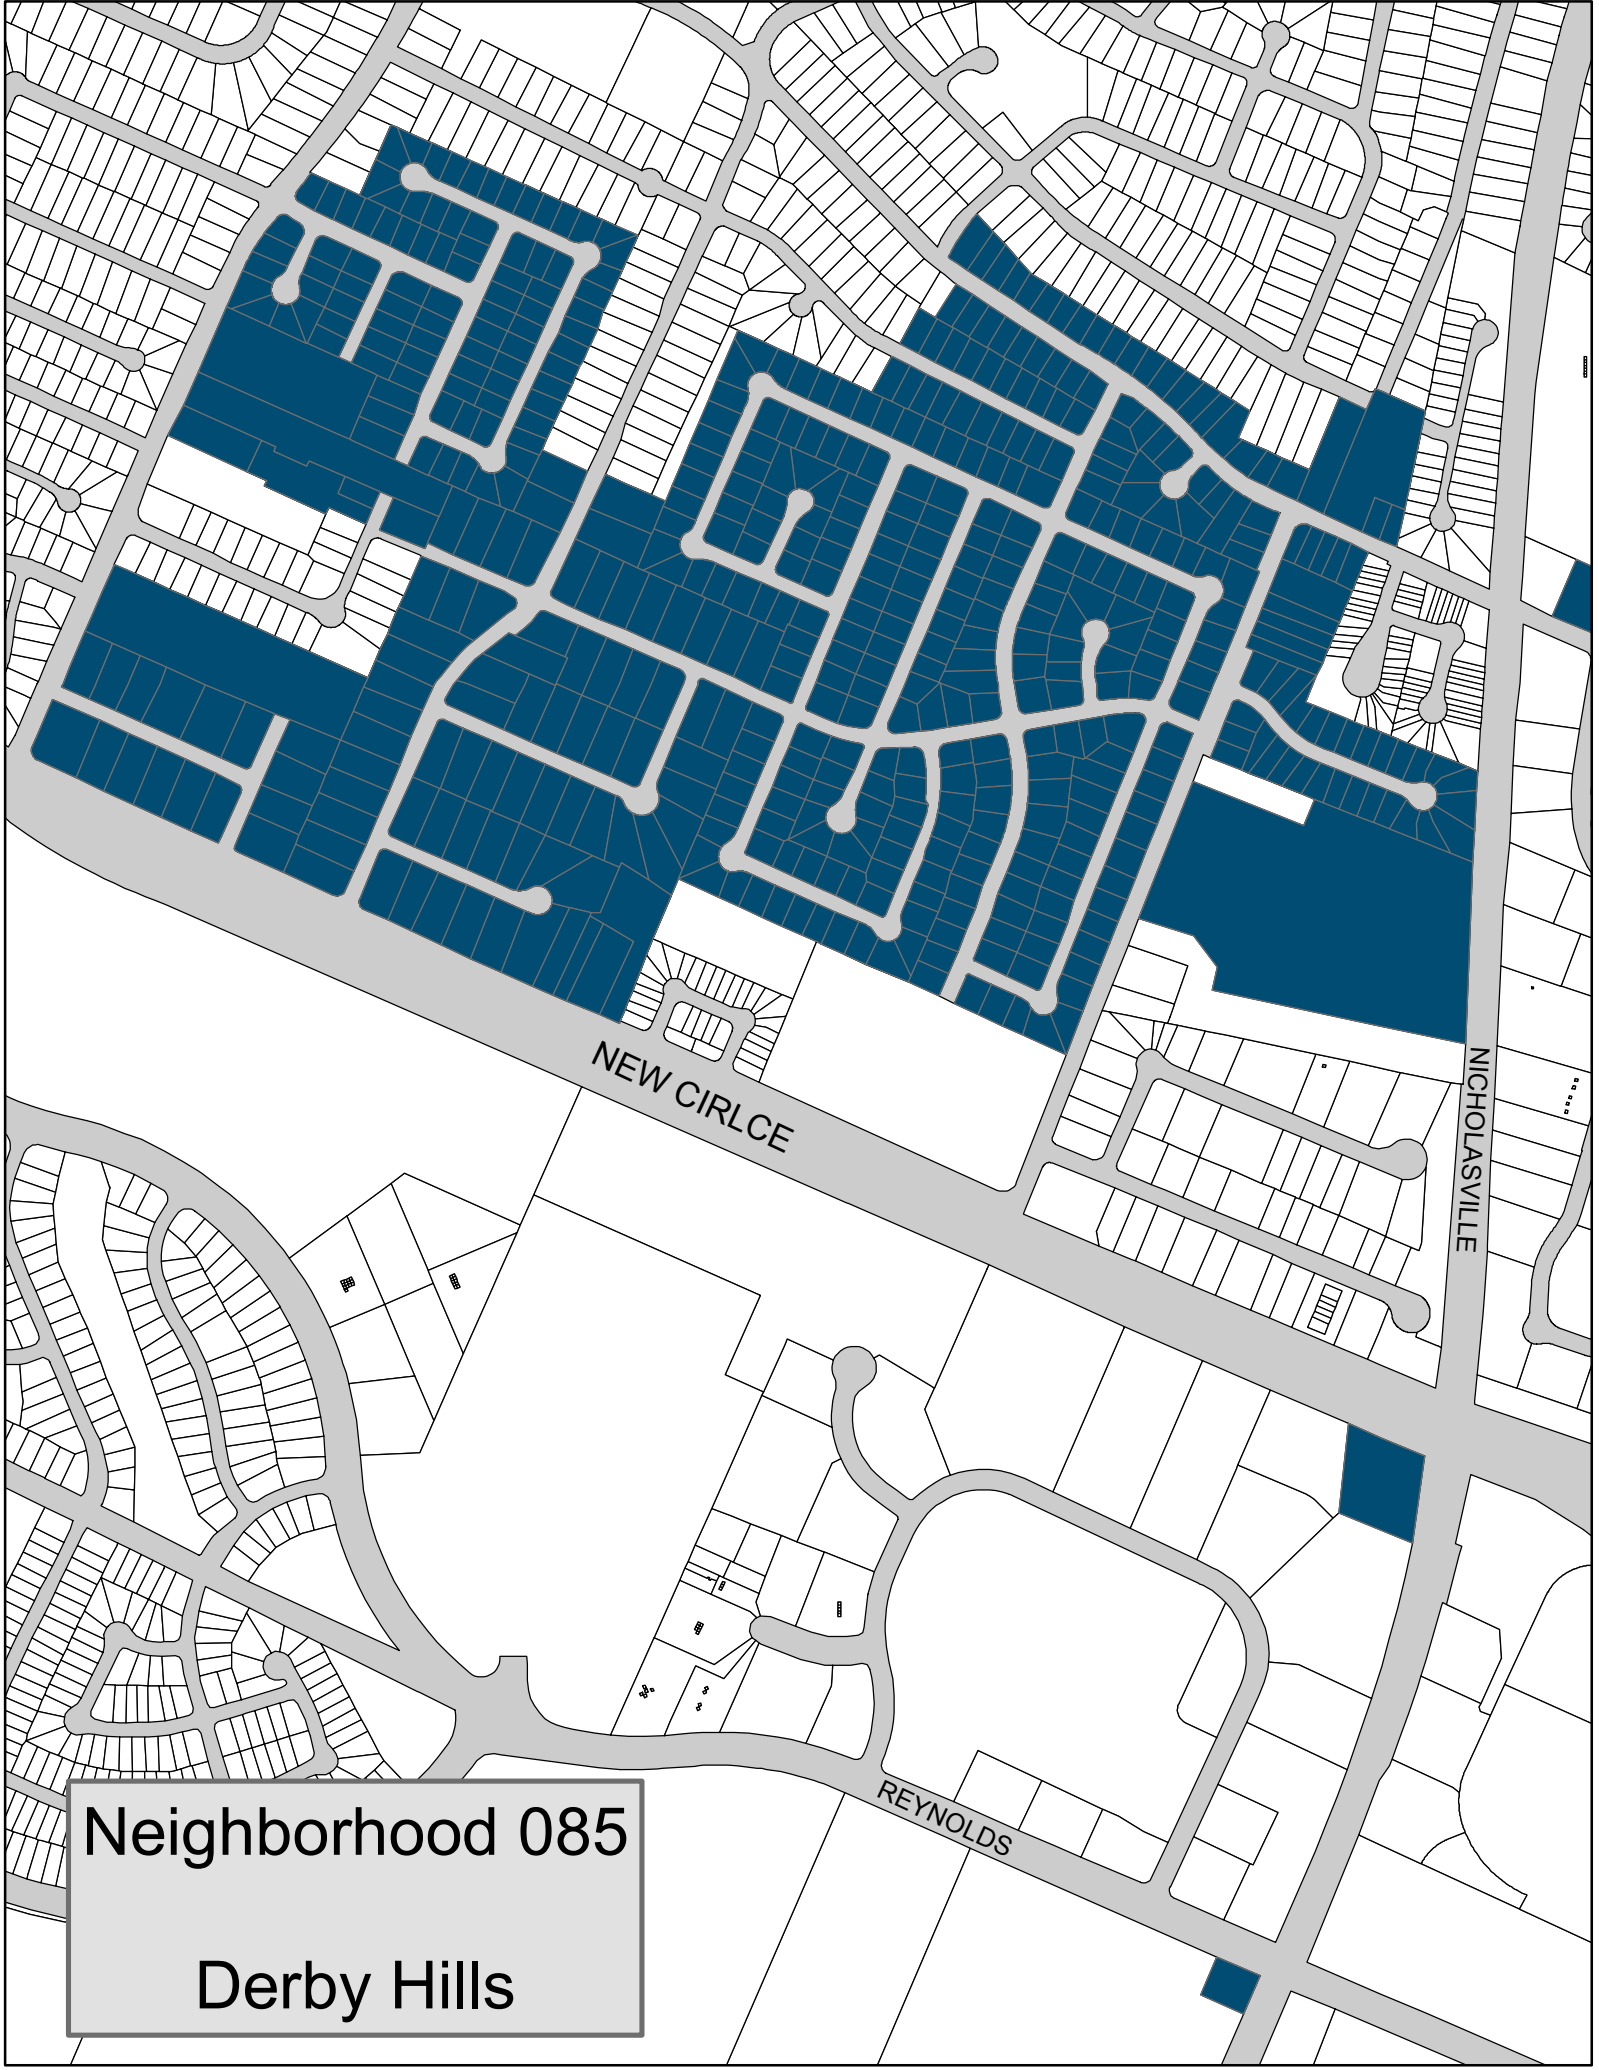 NEW CIRLCE
NICHOLASVILLE
REYNOLDS
Neighborhood 085
Derby Hills